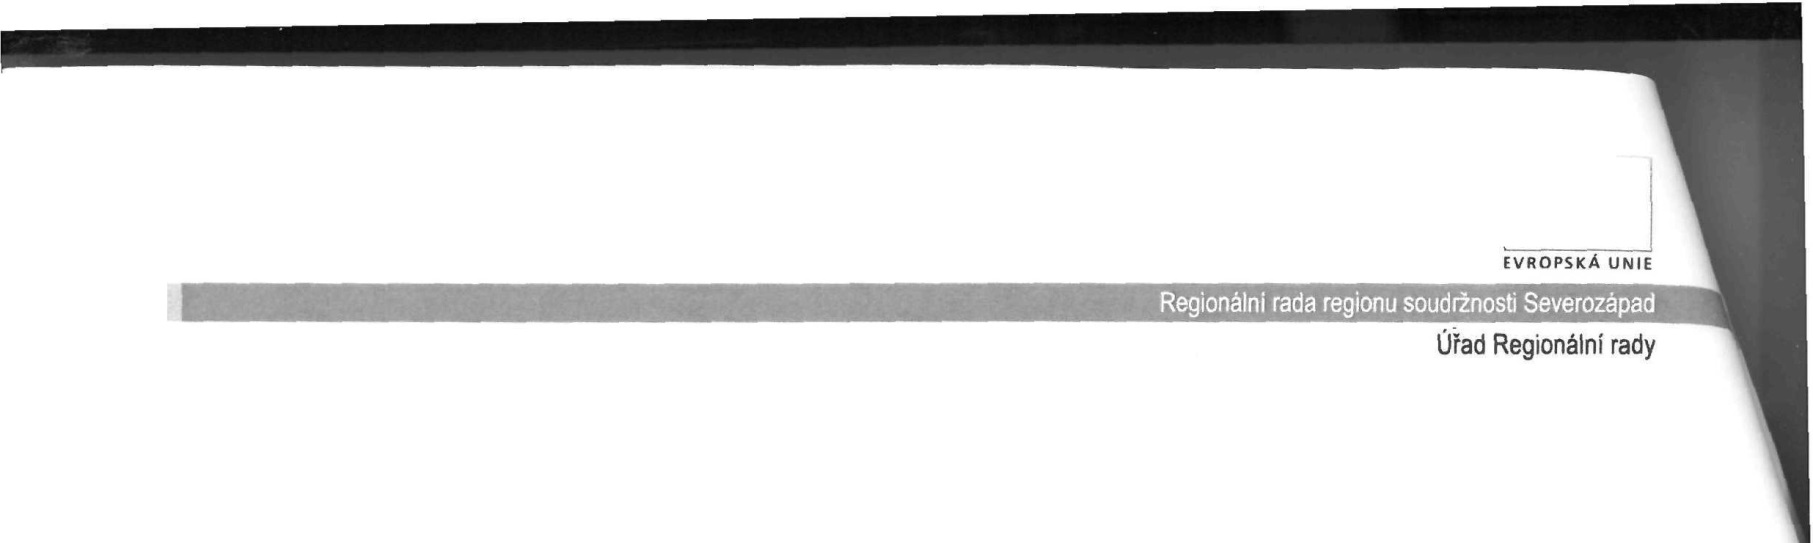 EVROPSKÁ UNIE
Regionální rada regionu soudržnosti Severozápad
Úřad Regionální rady